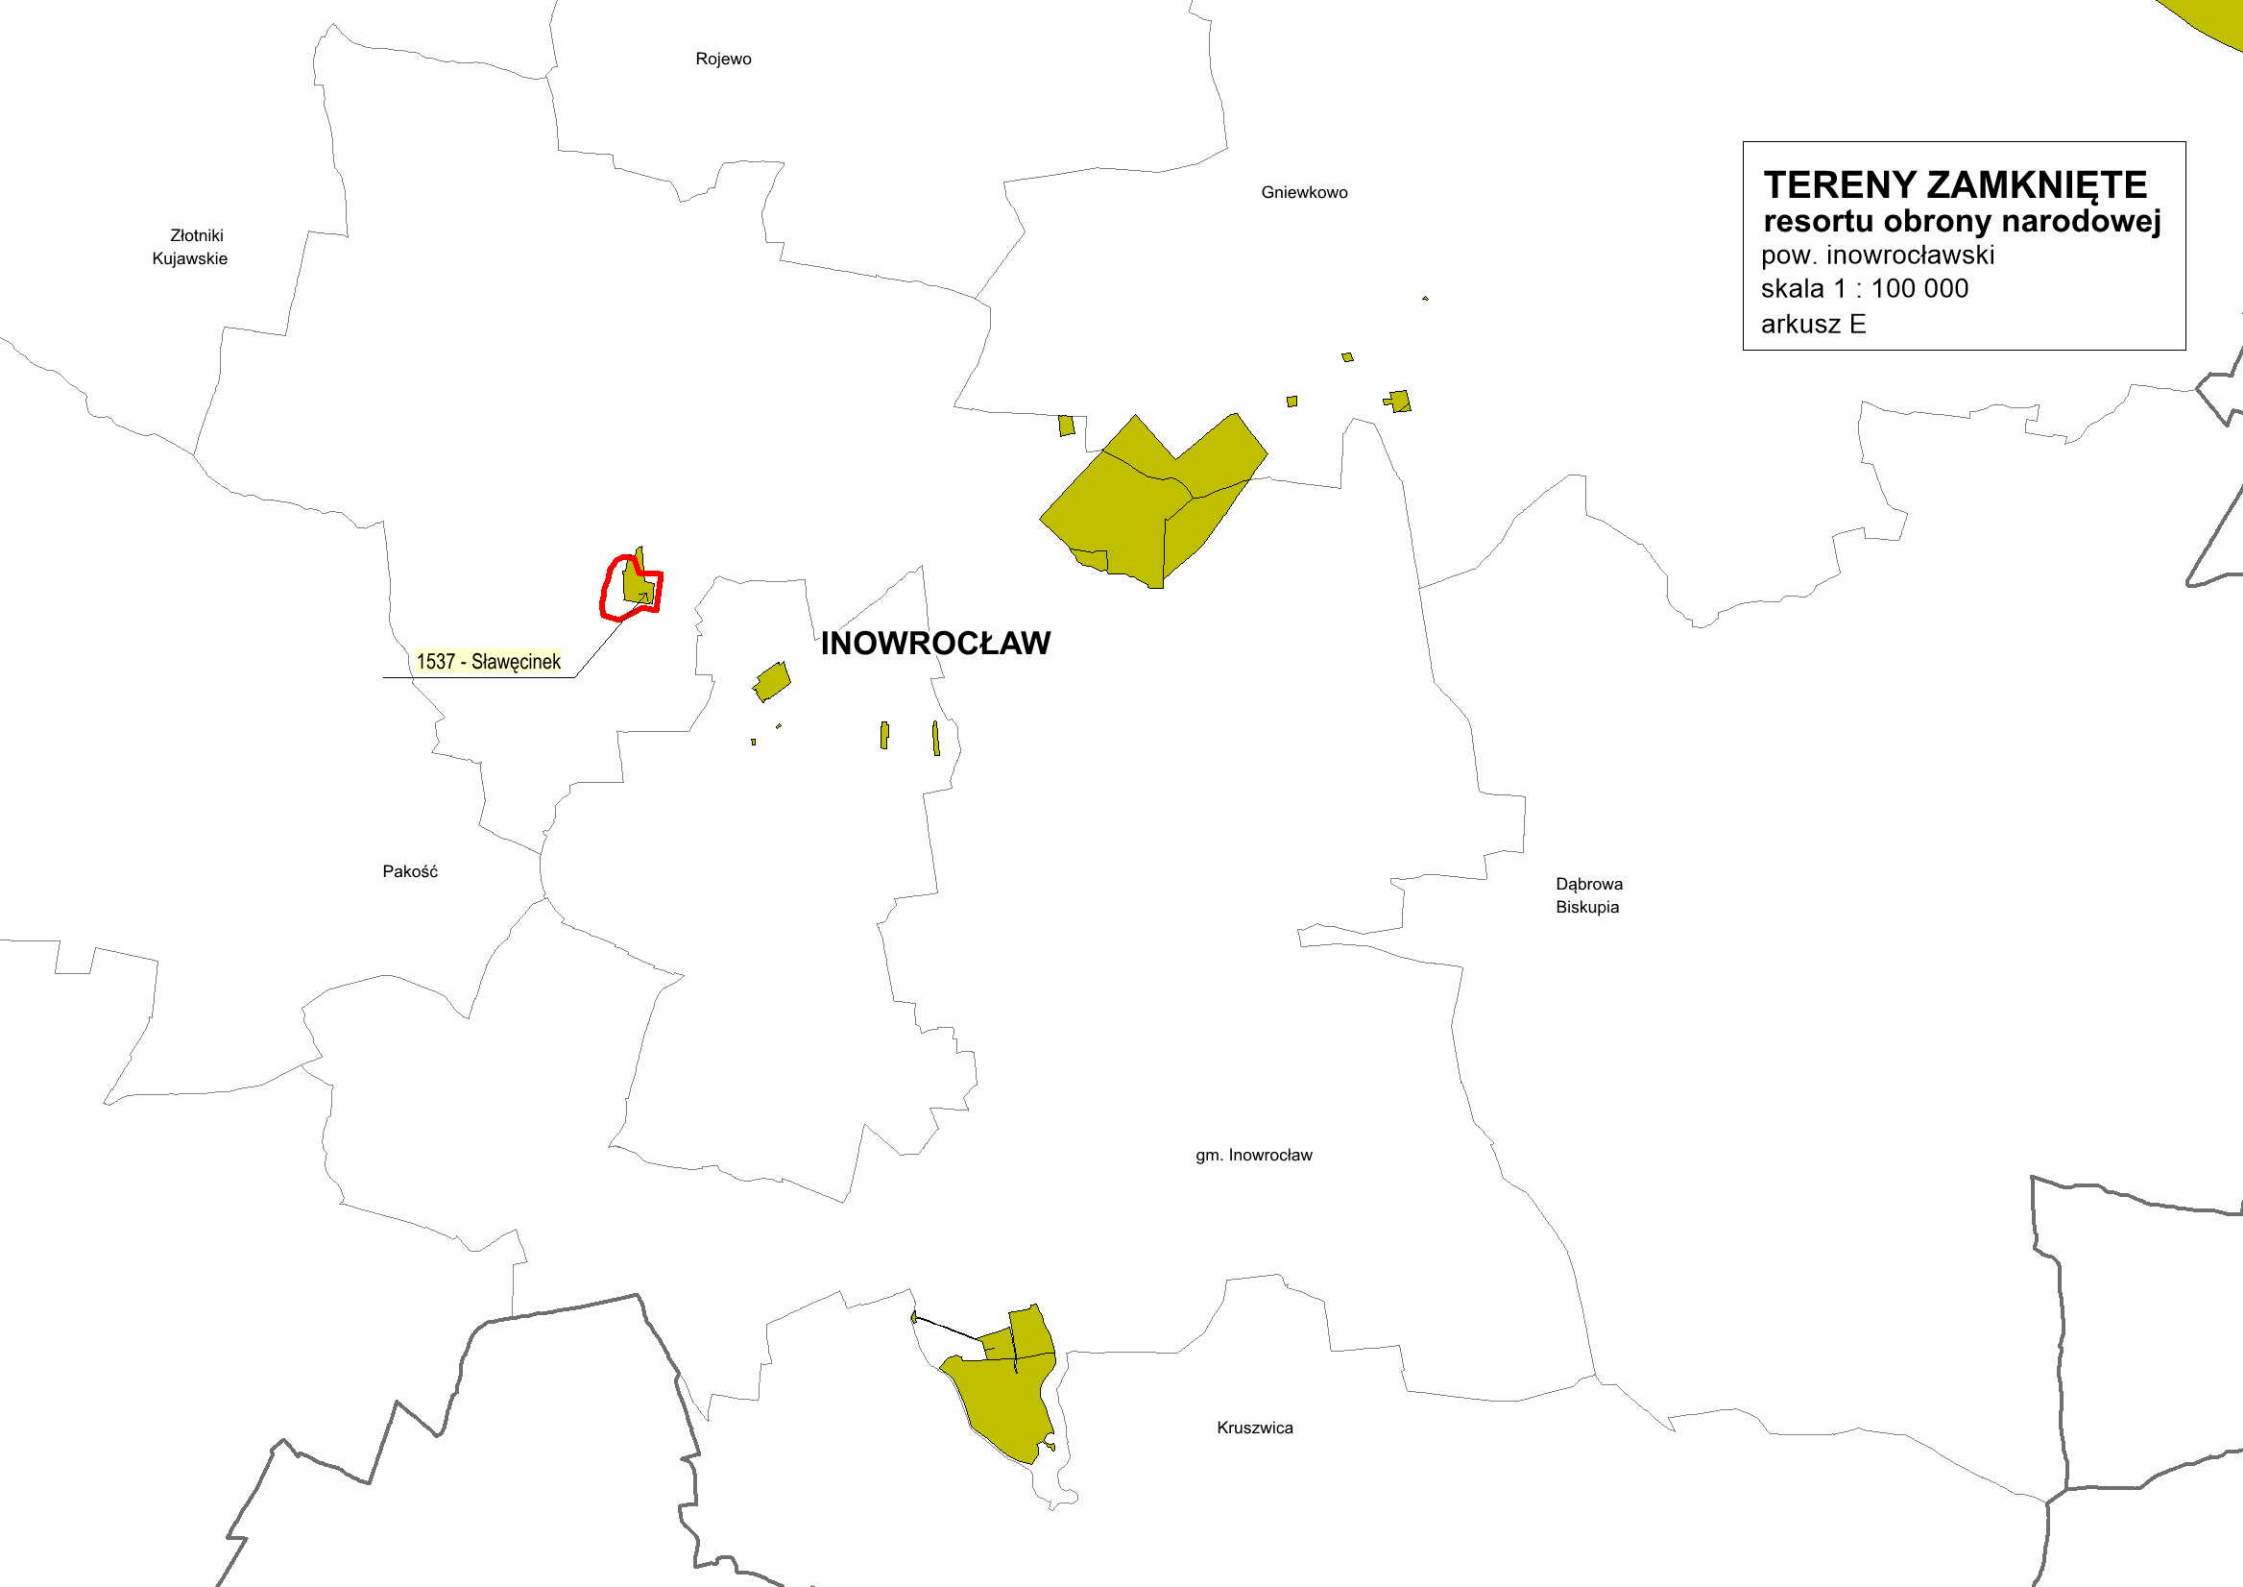 Rojewo
TERENY ZAMKNIĘTE
resortu obrony narodowej
pow. inowrocławski
skala 1 : 100 000
arkusz E
Gniewkowo
Złotniki
Kujawskie
INOWROCŁAW
1537 - Sławęcinek
Pakość
Dąbrowa
Biskupia
gm. Inowrocław
Kruszwica